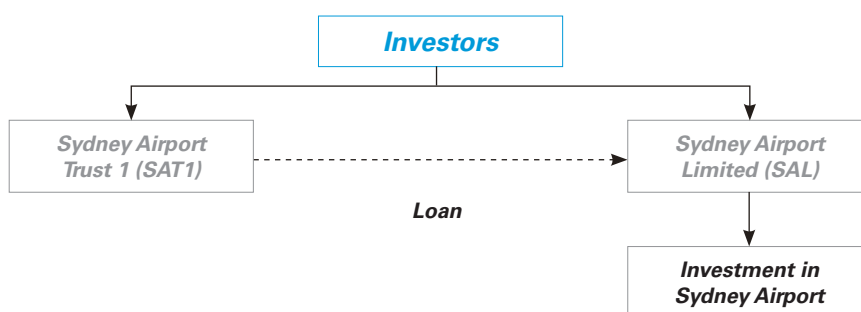 Investors
Sydney Airport
Trust 1 (SAT1)
Sydney Airport
Limited (SAL)
Loan
Investment in
Sydney Airport